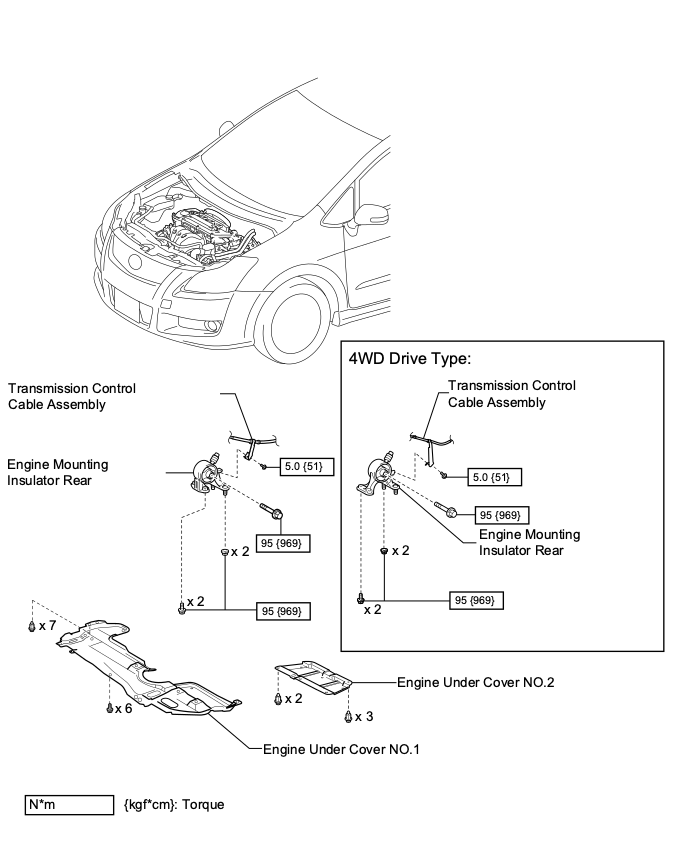 4WD Drive Type:
Transmission Control
Cable Assembly
5.0 {51}
Engine Mounting
Insulator Rear
95 {969}
x 2
x 2
95 {969}
Transmission Control
Cable Assembly
5.0 {51}
95 {969}
Engine Mounting
Insulator Rear
x 2
95 {969}
x 2
x 7
x 6
Engine Under Cover NO.2
x 2
x 3
Engine Under Cover NO.1
N*m
{kgf*cm}: Torque